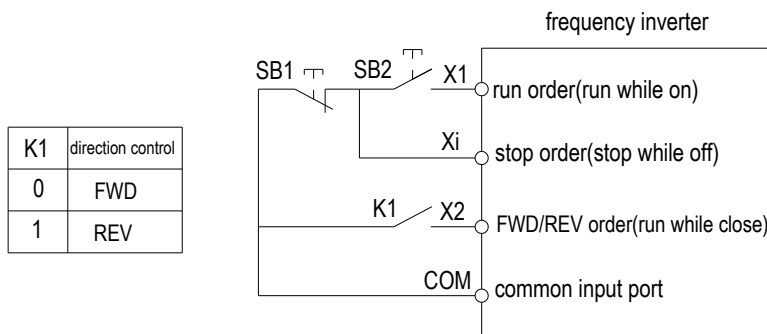 frequency inverter
SB1 SB2 X1
run order(run while on)
Xi
stop order(stop while off)
K1 direction control
0 FWD
1 REV
K1 X2
FWD/REV order(run while close)
COM
common input port